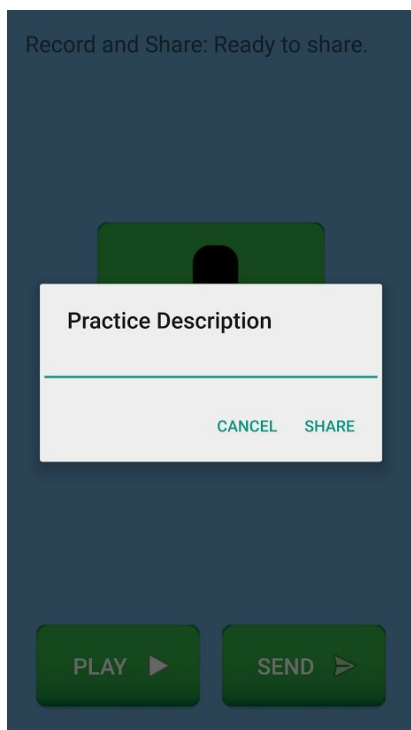 Record and Share: Ready to share.
Practice Description
CANCEL SHARE
PLAY SEND